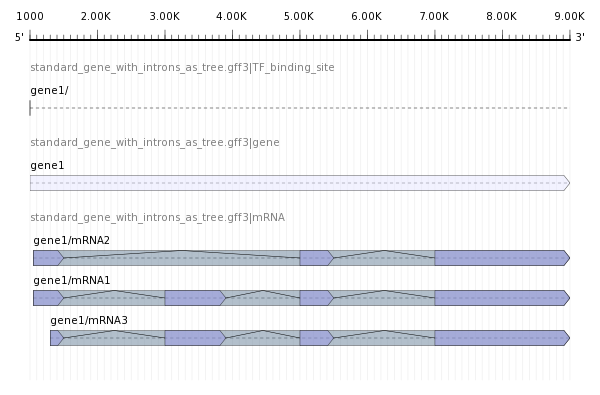 1000 2.00K 3.00K 4.00K 5.00K 6.00K 7.00K 8.00K 9.00K
5' 3'
standard_gene_with_introns_as_tree.gff3|TF_binding_site
gene1/
standard_gene_with_introns_as_tree.gff3|gene
gene1
standard_gene_with_introns_as_tree.gff3|mRNA
gene1/mRNA2
gene1/mRNA1
gene1/mRNA3